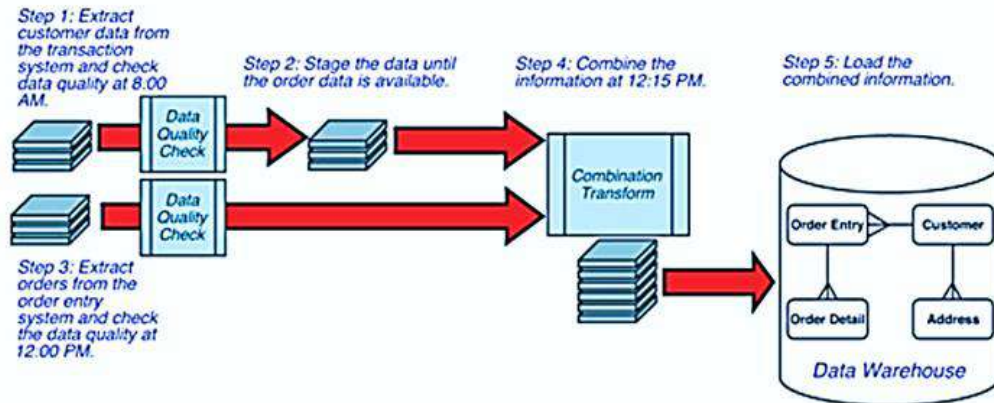 Step 1: Extract
customer data from
the transaction
system and check
data quality at 8:00
AM.
Step 2: Stage the data until
the order data is available.
Step 4: Combine the
information at 12:15 PM.
Step 5: Load the
combined information.
Data
Quality
Check
Data
Quality
Check
Combination
Transform
Step 3: Extract
orders from the
order entry
system and check
the data quality at
12:00 PM.
Order Entry
Customer
Order Detail
Address
Data Warehouse